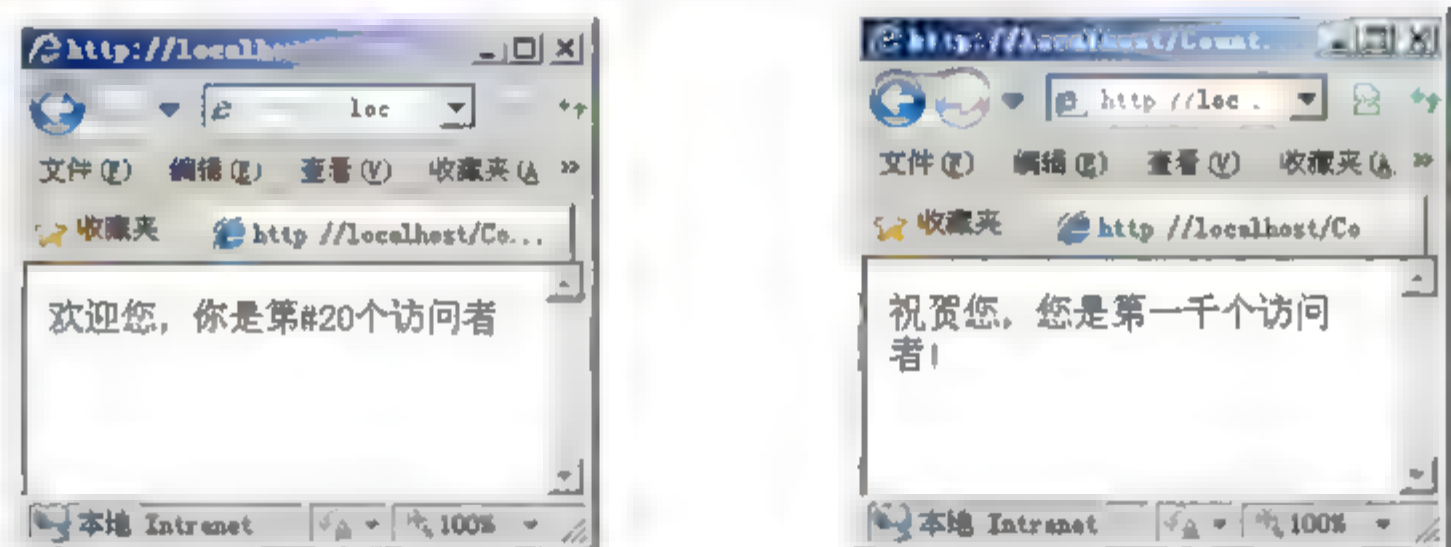 http://localh
loc
文件(F) 编辑(E) 查看(V) 收藏夹(A »
收藏夹 http //localhost/Co...
欢迎您，你是第#20个访问者
本地 Intranet 100%
http://localhost/Count.
http //loc .
文件(F) 编辑(E) 查看(V) 收藏夹(A. »
收藏夹 http //localhost/Co
祝贺您，您是第一千个访问
者！
本地 Intranet 100%